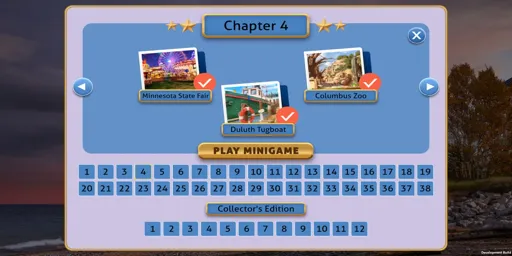 Chapter 4
Minnesota State Fair
Columbus Zoo
Duluth Tugboat
PLAY MINIGAME
1 2 3 4 5 6 7 8 9 10 11 12 13 14 15 16 17 18 19
20 21 22 23 24 25 26 27 28 29 30 31 32 33 34 35 36 37 38
Collector's Edition
1 2 3 4 5 6 7 8 9 10 11 12
Development Build